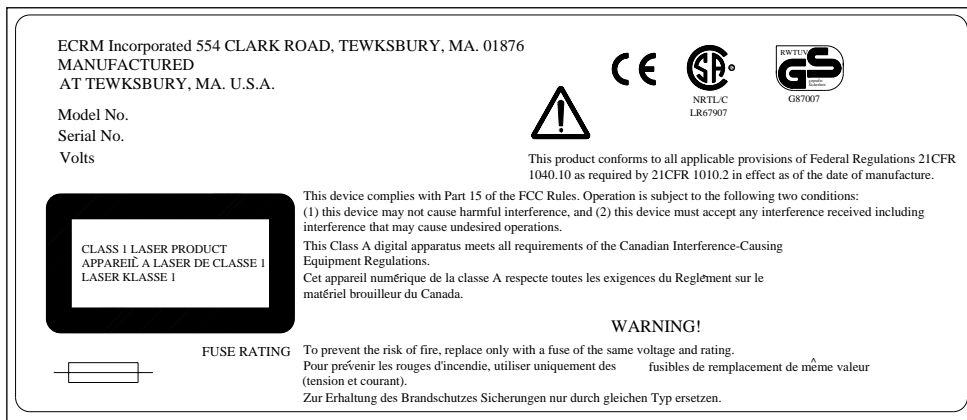 ECRM Incorporated 554 CLARK ROAD, TEWKSBURY, MA. 01876
MANUFACTURED
AT TEWKSBURY, MA. U.S.A.
Model No.
Serial No.
Volts
CE
SA
NRTL/C
LR67907
RWTUV
GS
geprüfte
Sicherheit
G87007
This product conforms to all applicable provisions of Federal Regulations 21CFR
1040.10 as required by 21CFR 1010.2 in effect as of the date of manufacture.
CLASS 1 LASER PRODUCT
APPAREIL À LASER DE CLASSE 1
LASER KLASSE 1
This device complies with Part 15 of the FCC Rules. Operation is subject to the following two conditions:
(1) this device may not cause harmful interference, and (2) this device must accept any interference received including
interference that may cause undesired operations.
This Class A digital apparatus meets all requirements of the Canadian Interference-Causing
Equipment Regulations.
Cet appareil numérique de la classe A respecte toutes les exigences du Reglement sur le
matériel brouilleur du Canada.
WARNING!
FUSE RATING
To prevent the risk of fire, replace only with a fuse of the same voltage and rating.
Pour prévenir les rouges d'incendie, utiliser uniquement des fusibles de remplacement de même valeur
(tension et courant).
Zur Erhaltung des Brandschutzes Sicherungen nur durch gleichen Typ ersetzen.